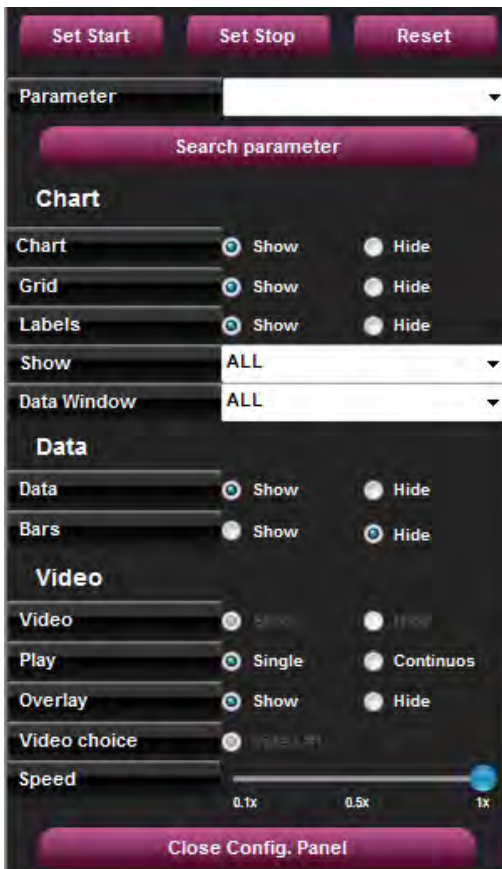 Set Start Set Stop Reset
Parameter
Search parameter
Chart
Chart Show Hide
Grid Show Hide
Labels Show Hide
Show ALL
Data Window ALL
Data
Data Show Hide
Bars Show Hide
Video
Video Show Hide
Play Single Continuos
Overlay Show Hide
Video choice
Speed
0.1x 0.5x 1x
Close Config. Panel